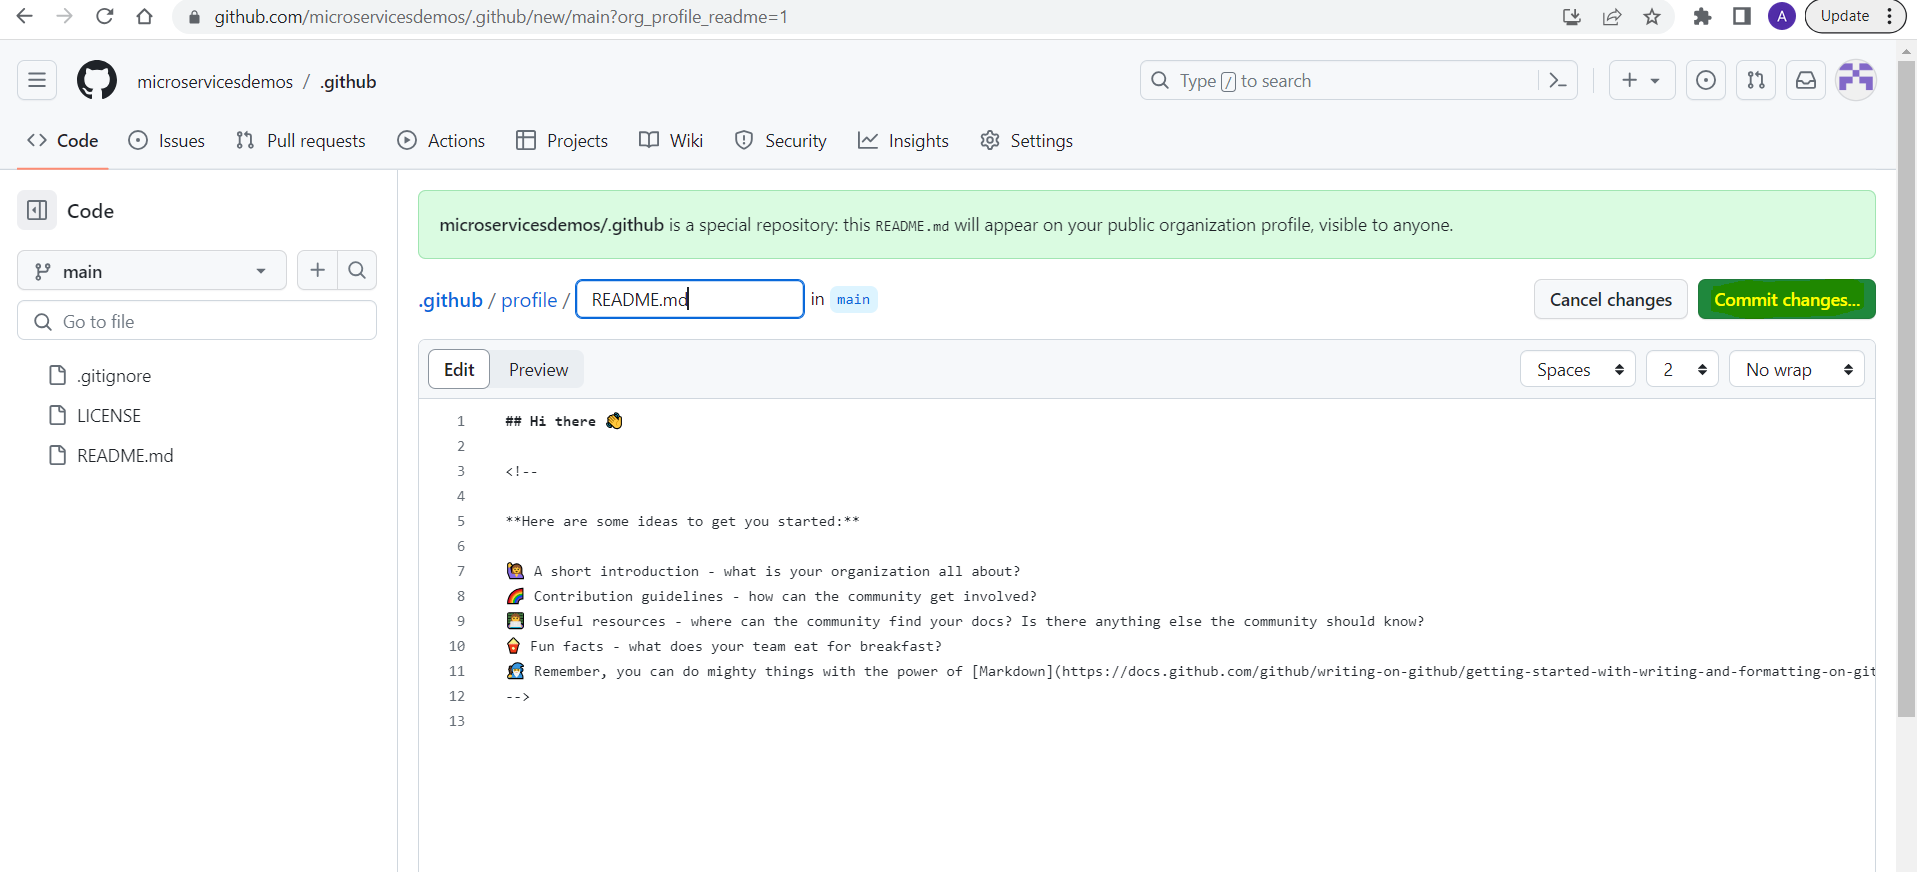 github.com/microservicesdemos/.github/new/main?org_profile_readme=1
A
Update
microservicesdemos / .github
Type / to search
Code
Issues
Pull requests
Actions
Projects
Wiki
Security
Insights
Settings
Code
main
Go to file
.gitignore
LICENSE
README.md
microservicesdemos/.github is a special repository: this README.md will appear on your public organization profile, visible to anyone.
.github / profile / README.md in main
Cancel changes
Commit changes...
Edit
Preview
Spaces
2
No wrap
1 ## Hi there 👋
2
3 <!--
4
5 **Here are some ideas to get you started:**
6
7 🙋‍♀️ A short introduction - what is your organization all about?
8 🌈 Contribution guidelines - how can the community get involved?
9 👩‍💻 Useful resources - where can the community find your docs? Is there anything else the community should know?
10 🍿 Fun facts - what does your team eat for breakfast?
11 🧙 Remember, you can do mighty things with the power of [Markdown](https://docs.github.com/github/writing-on-github/getting-started-with-writing-and-formatting-on-git
12 -->
13